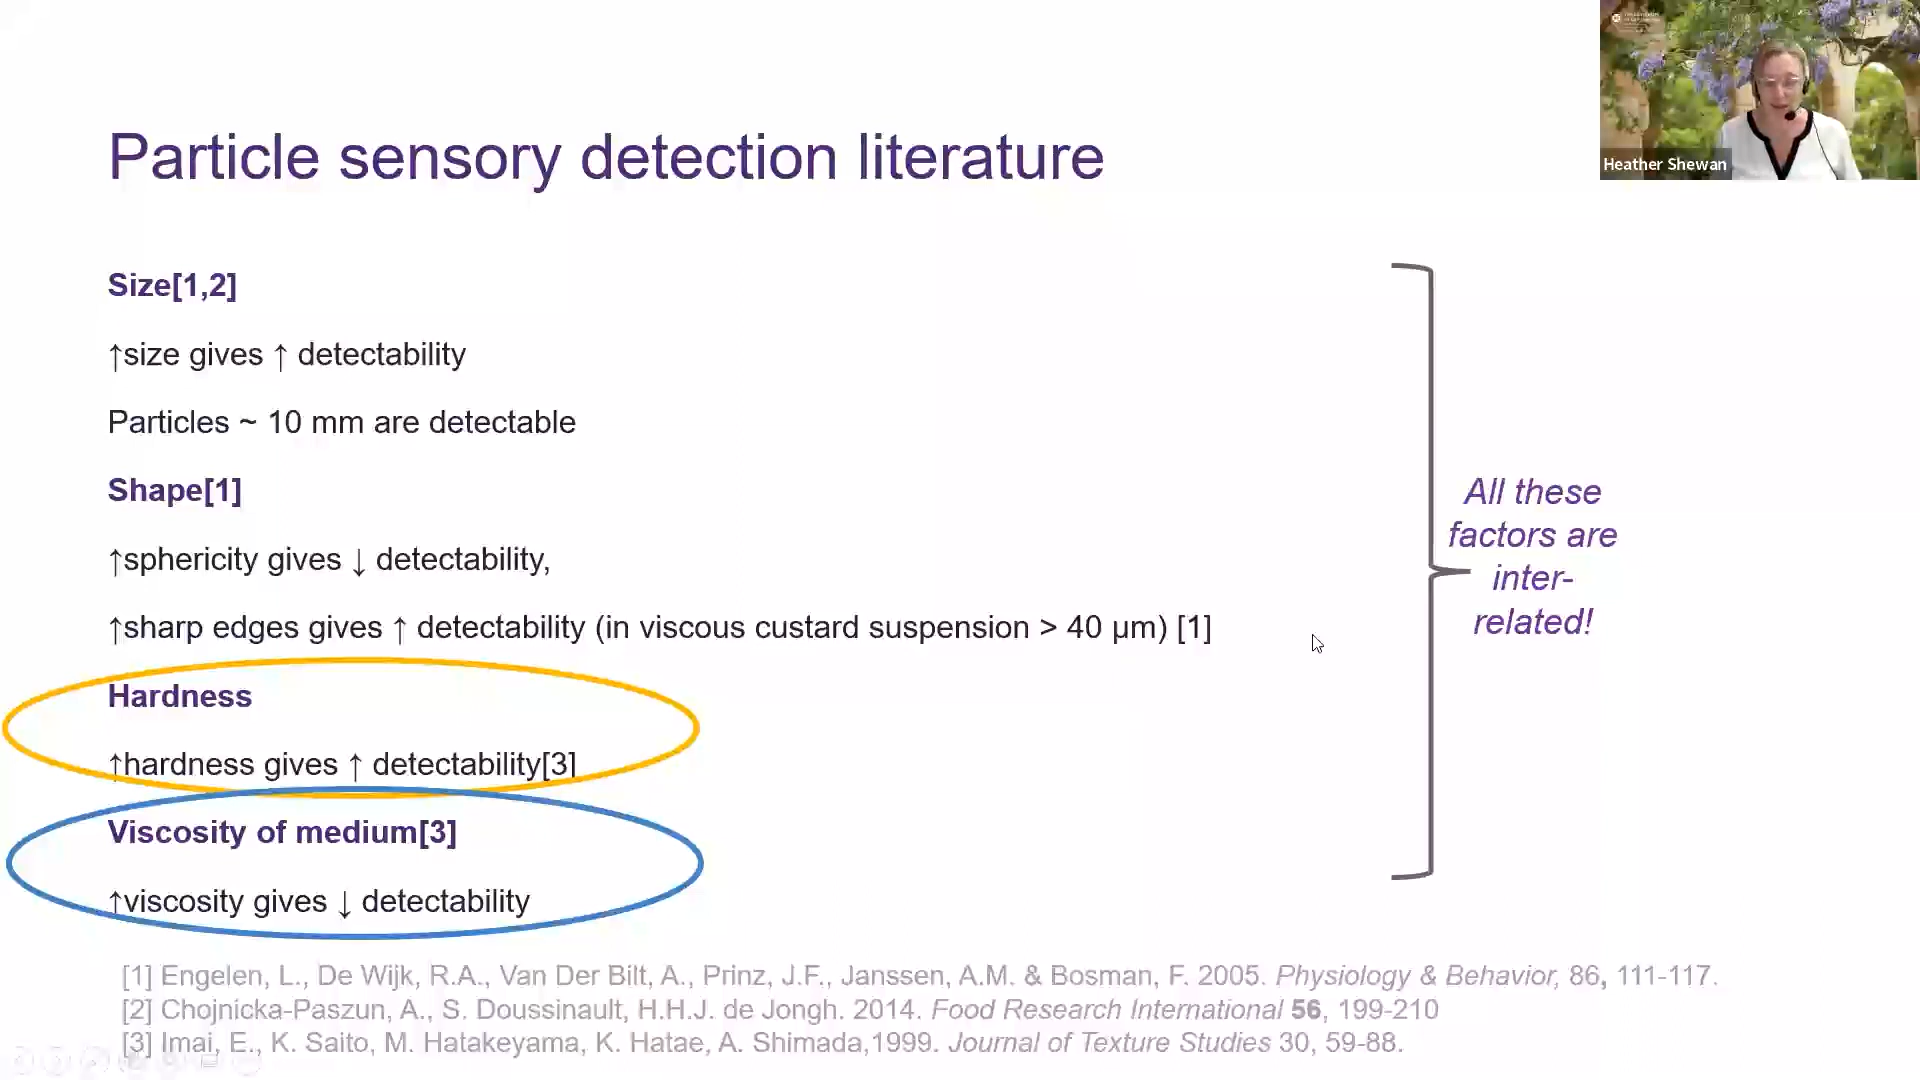 Particle sensory detection literature
Heather Shewan
Size[1,2]
↑size gives ↑ detectability
Particles ~ 10 mm are detectable
Shape[1]
↑sphericity gives ↓ detectability,
↑sharp edges gives ↑ detectability (in viscous custard suspension > 40 μm) [1]
Hardness
↑hardness gives ↑ detectability[3]
Viscosity of medium[3]
↑viscosity gives ↓ detectability
All these
factors are
inter-
related!
[1] Engelen, L., De Wijk, R.A., Van Der Bilt, A., Prinz, J.F., Janssen, A.M. & Bosman, F. 2005. Physiology & Behavior, 86, 111-117.
[2] Chojnicka-Paszun, A., S. Doussinault, H.H.J. de Jongh. 2014. Food Research International 56, 199-210
[3] Imai, E., K. Saito, M. Hatakeyama, K. Hatae, A. Shimada,1999. Journal of Texture Studies 30, 59-88.